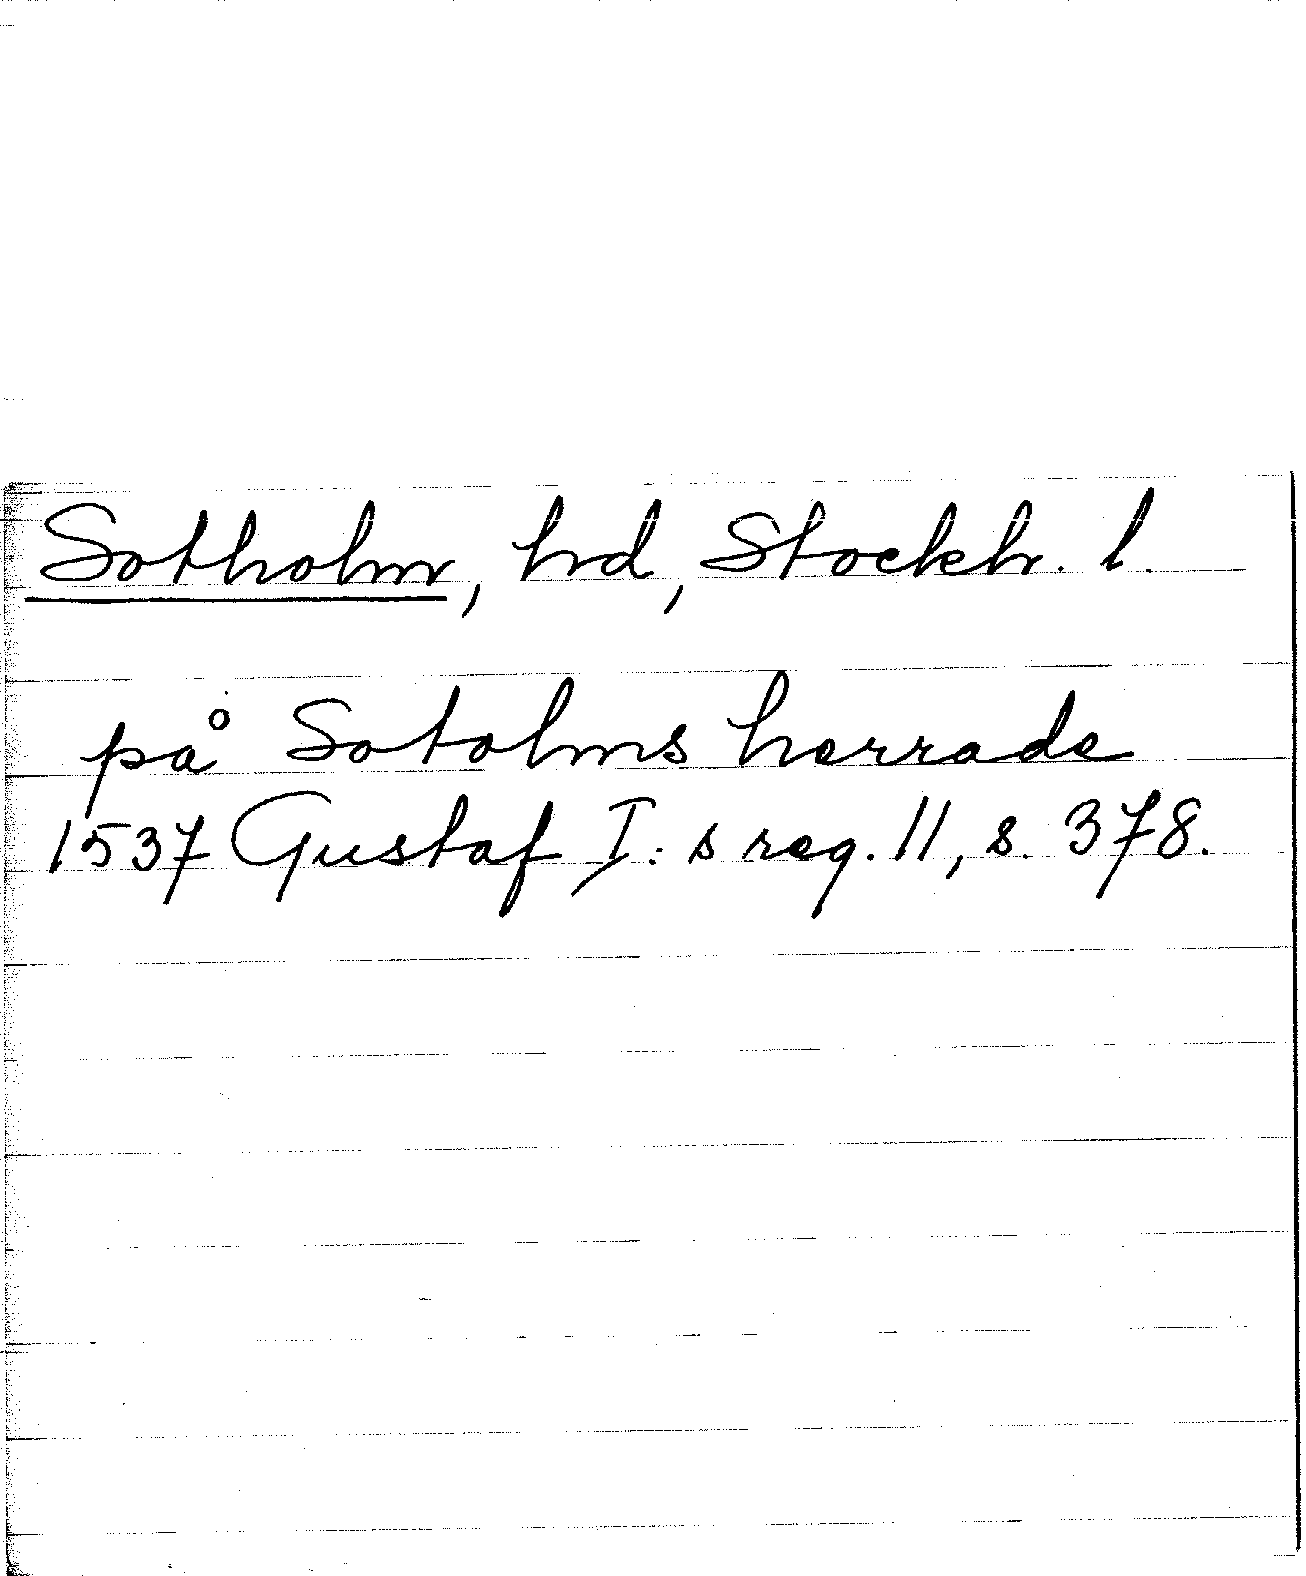 Sotholm, hd, Stockh. l.
på Sotolms herrade
1537 Gustaf I: s reg. 11, s. 378.